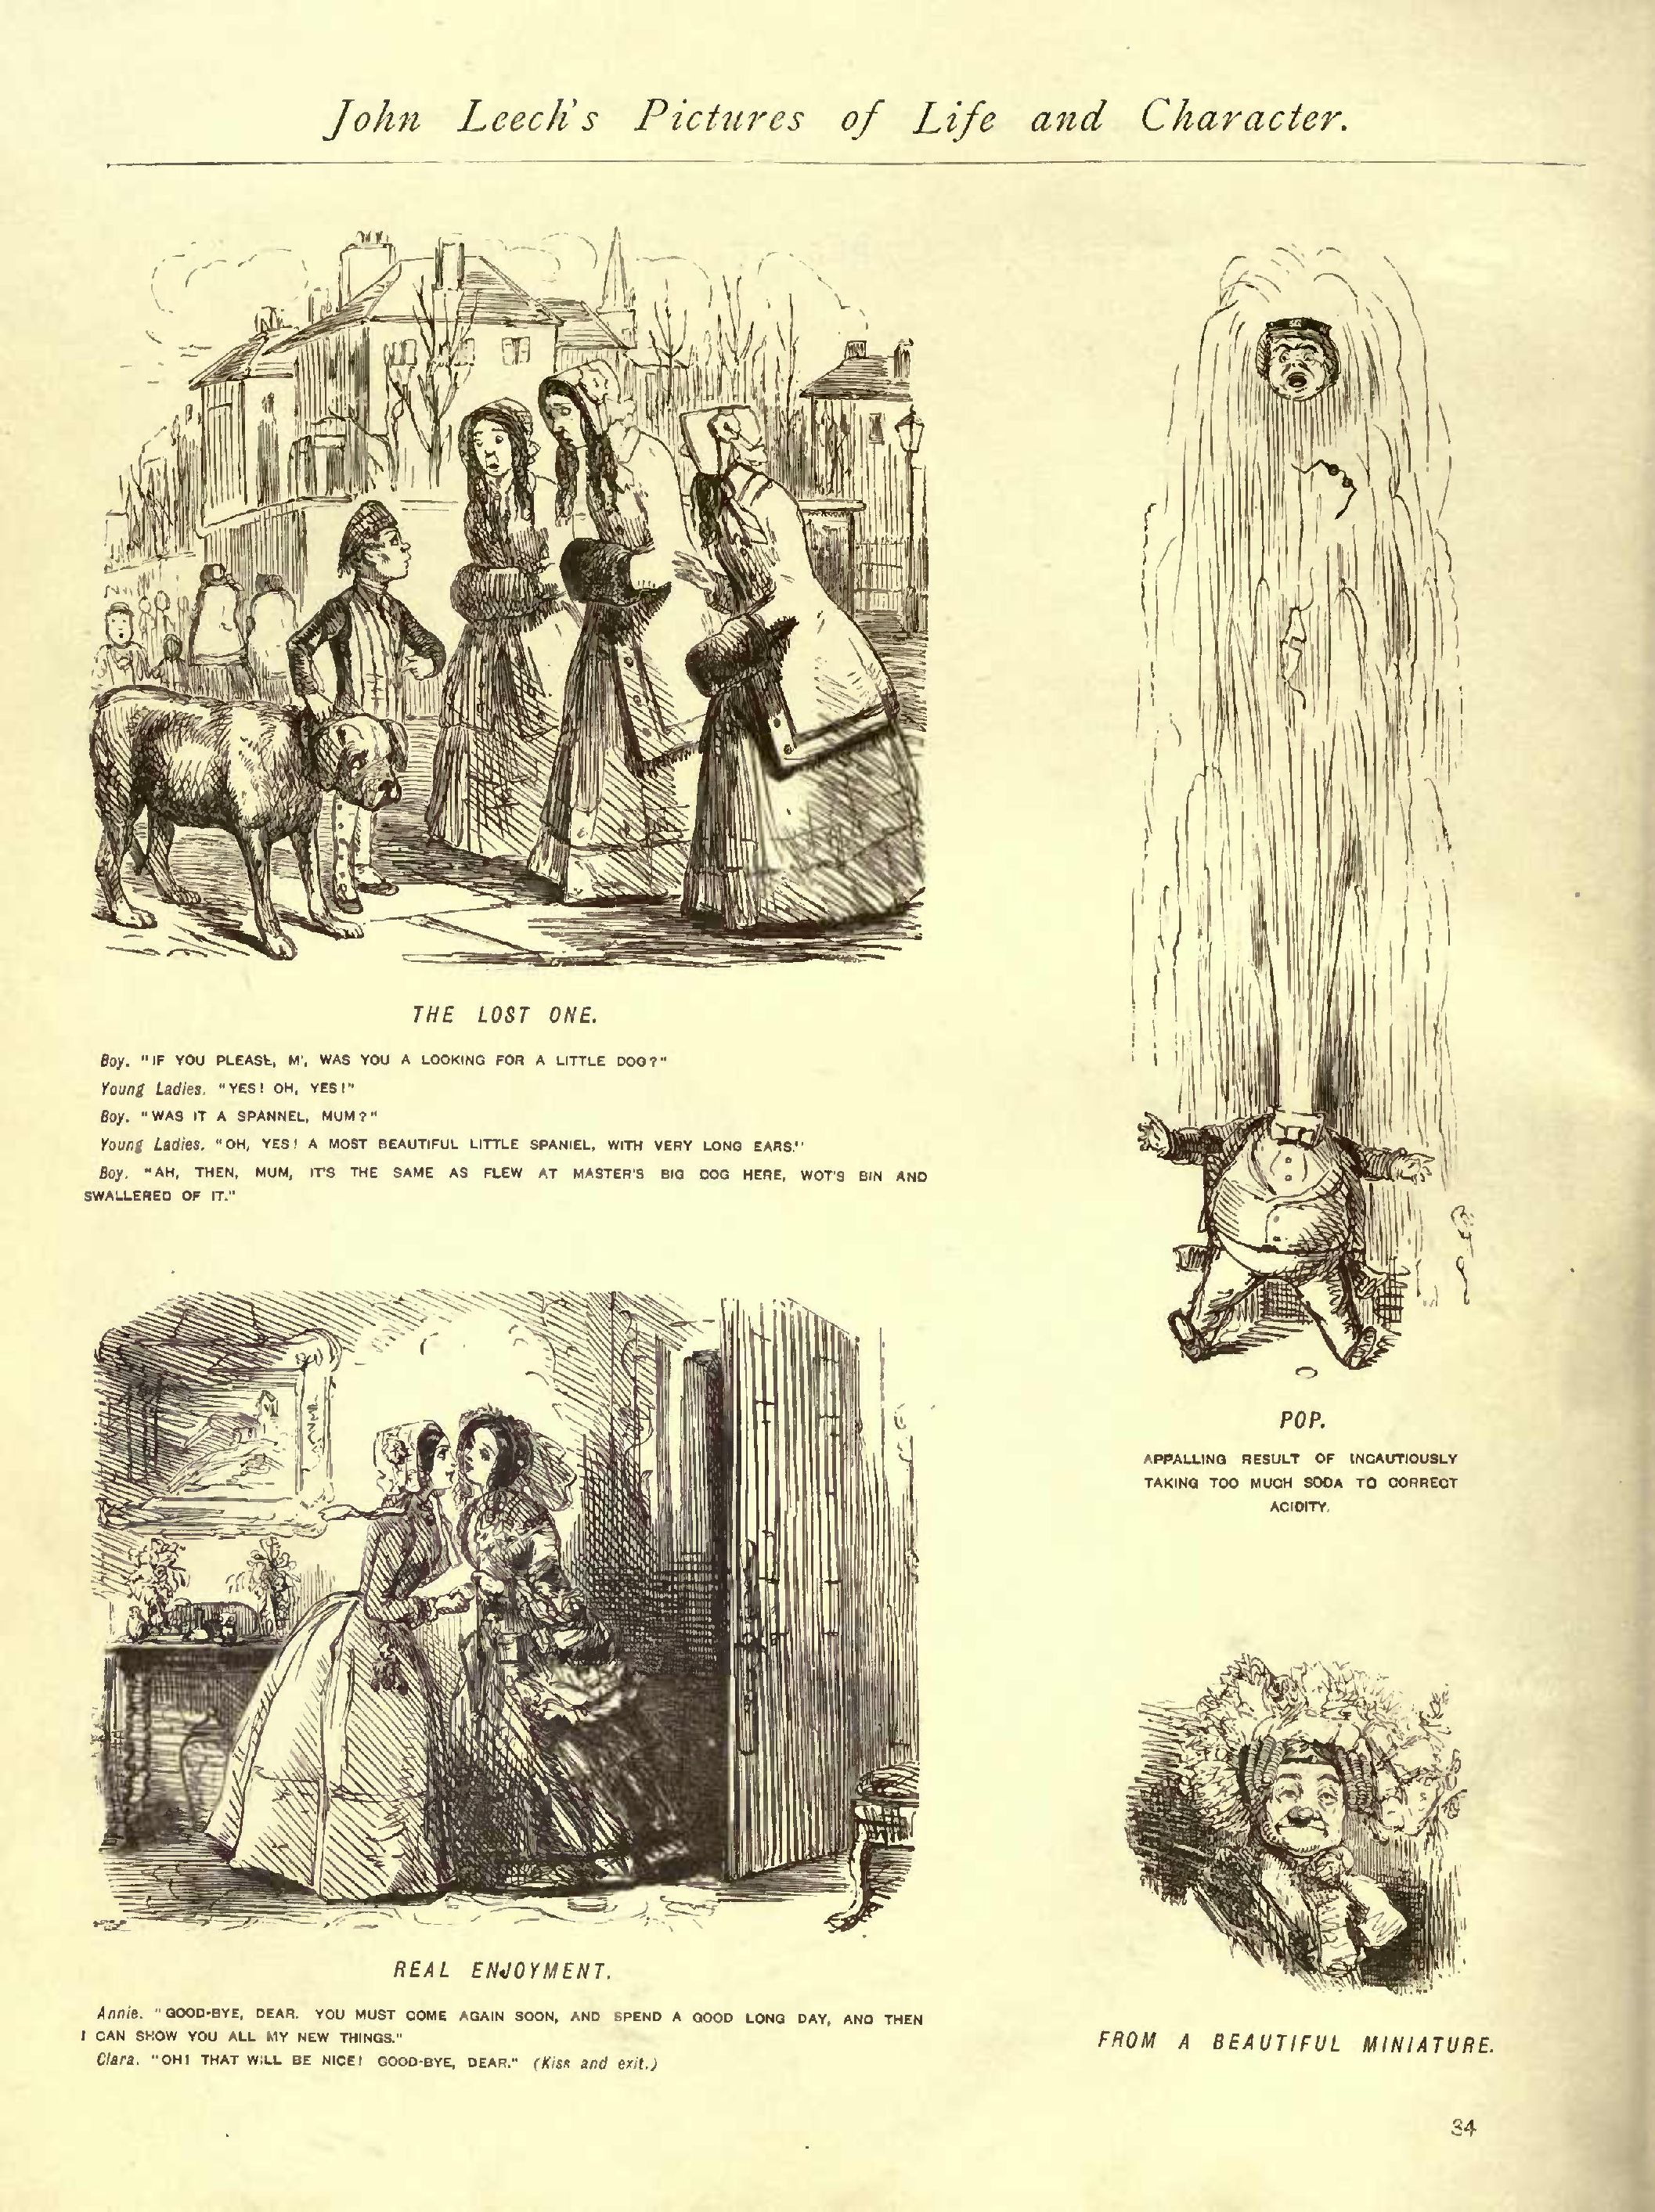 John Leech's Pictures of Life and Character.
THE LOST ONE.
Boy. "IF YOU PLEASE, M', WAS YOU A LOOKING FOR A LITTLE DOG?"
Young Ladies. "YES! OH, YES!"
Boy. "WAS IT A SPANNEL, MUM?"
Young Ladies. "OH, YES! A MOST BEAUTIFUL LITTLE SPANIEL, WITH VERY LONG EARS."
Boy. "AH, THEN, MUM, IT'S THE SAME AS FLEW AT MASTER'S BIG DOG HERE, WOT'S BIN AND
SWALLERED OF IT."
POP.
APPALLING RESULT OF INCAUTIOUSLY
TAKING TOO MUCH SODA TO CORRECT
ACIDITY.
REAL ENJOYMENT.
Annie. "GOOD-BYE, DEAR. YOU MUST COME AGAIN SOON, AND SPEND A GOOD LONG DAY, AND THEN
I CAN SHOW YOU ALL MY NEW THINGS."
Clara. "OH! THAT WILL BE NICE! GOOD-BYE, DEAR." (Kiss and exit.)
FROM A BEAUTIFUL MINIATURE.
34